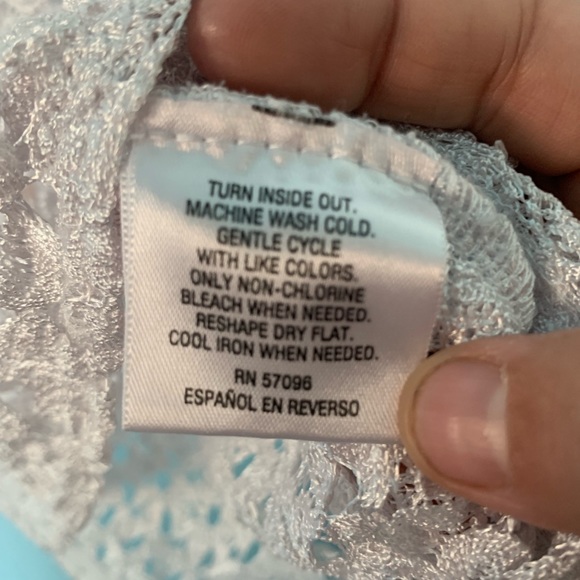 TURN INSIDE OUT.
MACHINE WASH COLD.
GENTLE CYCLE
WITH LIKE COLORS.
ONLY NON-CHLORINE
BLEACH WHEN NEEDED.
RESHAPE DRY FLAT.
COOL IRON WHEN NEEDED.
RN 57096
ESPAÑOL EN REVERSO